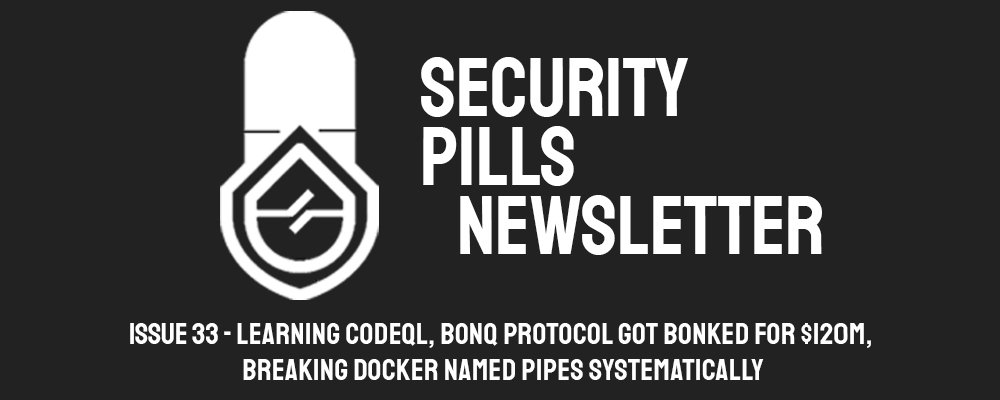 SECURITY
PILLS
NEWSLETTER
ISSUE 33 - LEARNING CODEQL, BONQ PROTOCOL GOT BONKED FOR $120M,
BREAKING DOCKER NAMED PIPES SYSTEMATICALLY